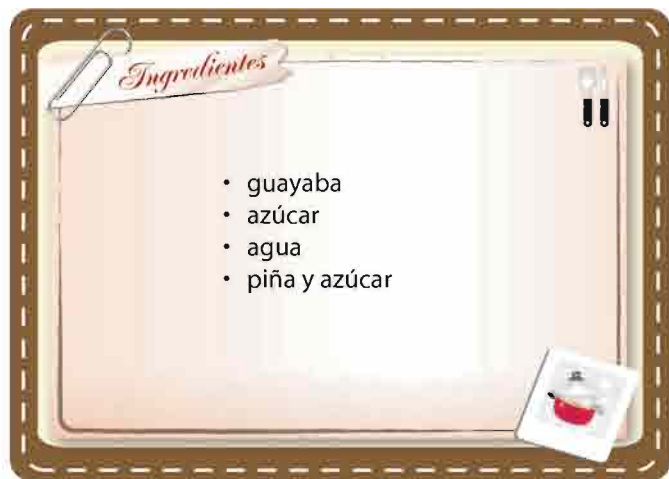 Ingredientes
• guayaba
• azúcar
• agua
• piña y azúcar